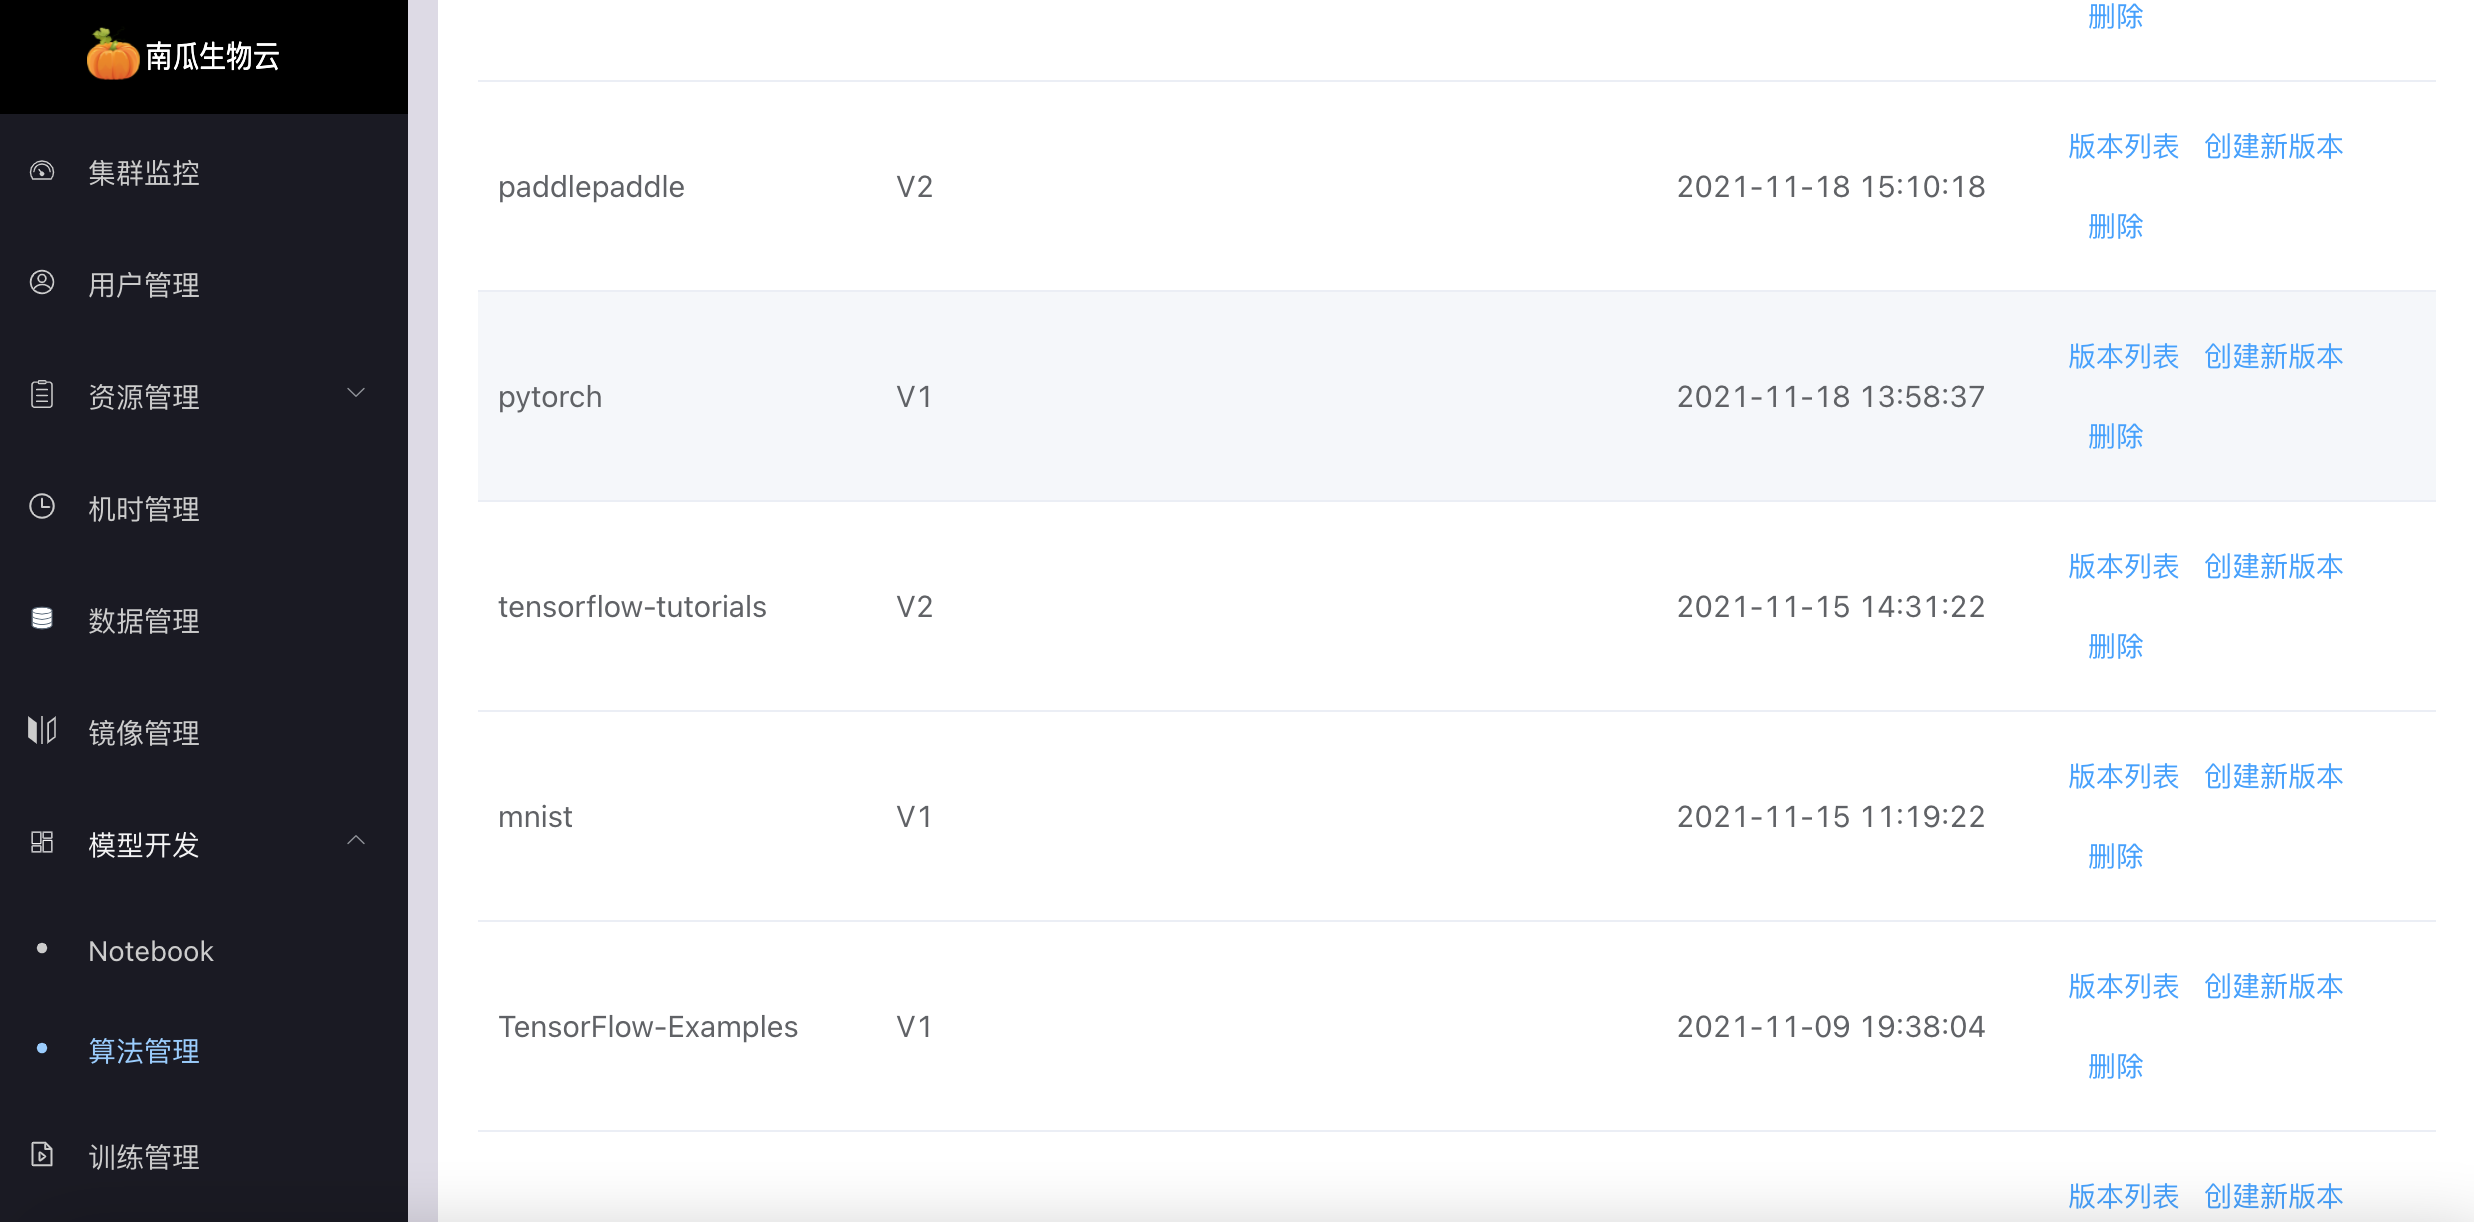 南瓜生物云
集群监控
用户管理
资源管理
机时管理
数据管理
镜像管理
模型开发
Notebook
算法管理
训练管理
删除
paddlepaddle V2 2021-11-18 15:10:18 版本列表 创建新版本
删除
pytorch V1 2021-11-18 13:58:37 版本列表 创建新版本
删除
tensorflow-tutorials V2 2021-11-15 14:31:22 版本列表 创建新版本
删除
mnist V1 2021-11-15 11:19:22 版本列表 创建新版本
删除
TensorFlow-Examples V1 2021-11-09 19:38:04 版本列表 创建新版本
删除
版本列表 创建新版本